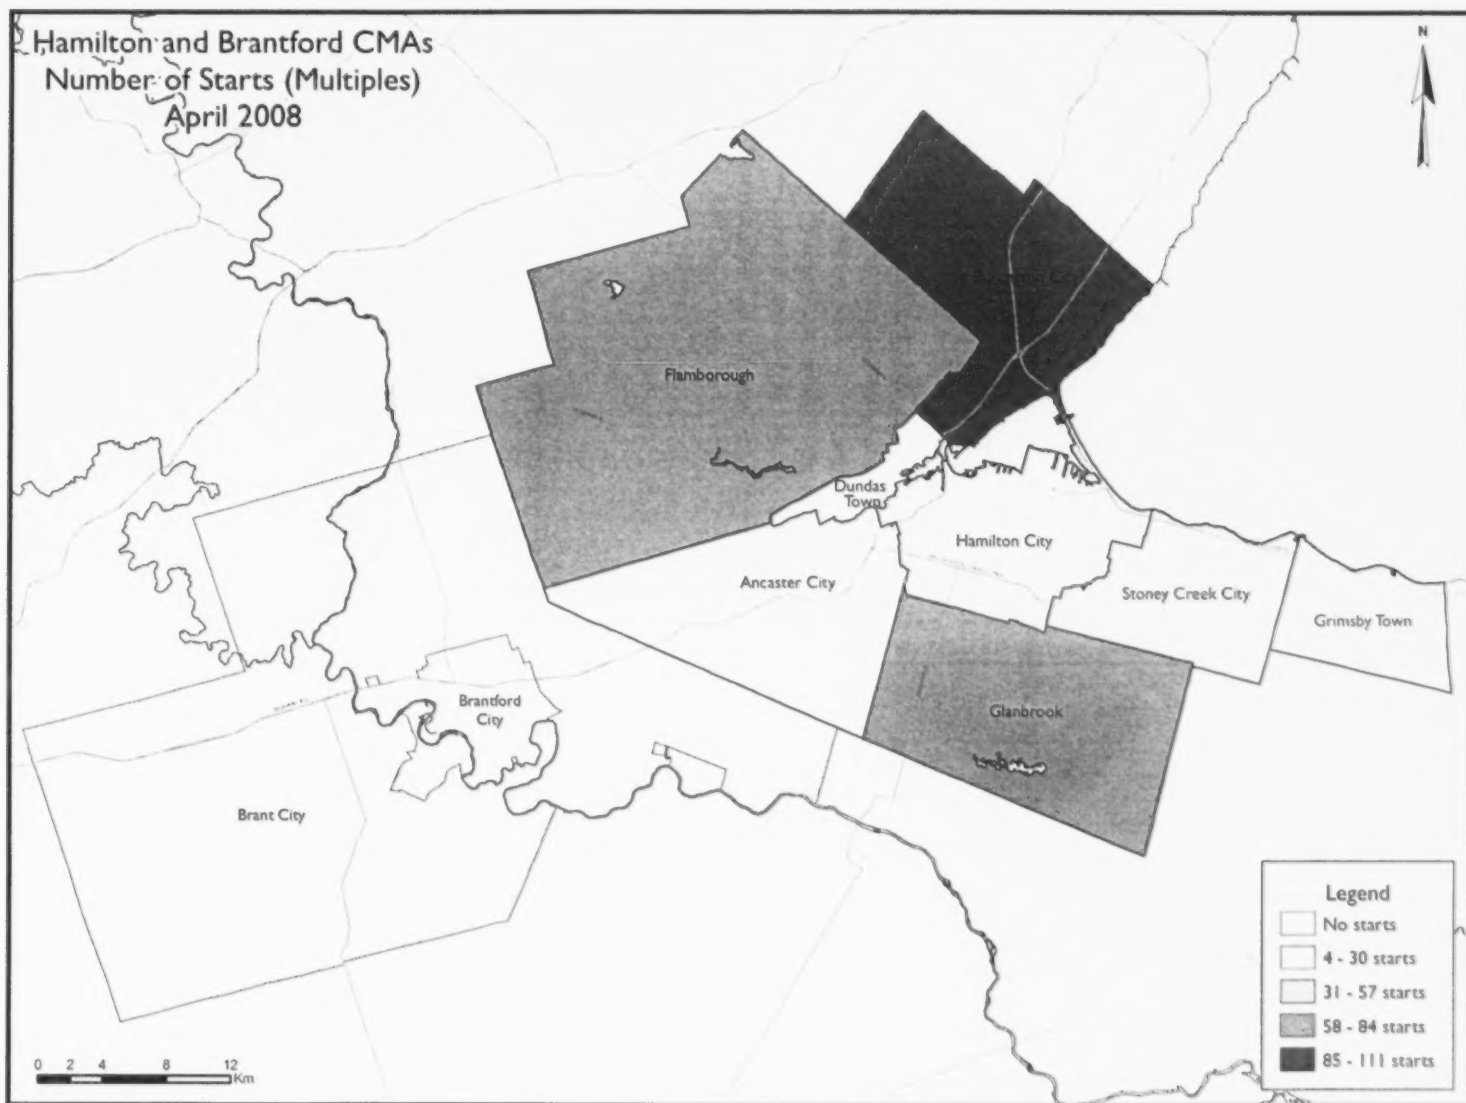 Hamilton and Brantford CMAs
Number of Starts (Multiples)
April 2008
N
Flamborough
Dundas
Town
Hamilton City
Ancaster City
Stoney Creek City
Grimsby Town
Brantford
City
Glanbrook
Brant City
Legend
No starts
4 - 30 starts
31 - 57 starts
58 - 84 starts
85 - 111 starts
0 2 4 8 12
Km